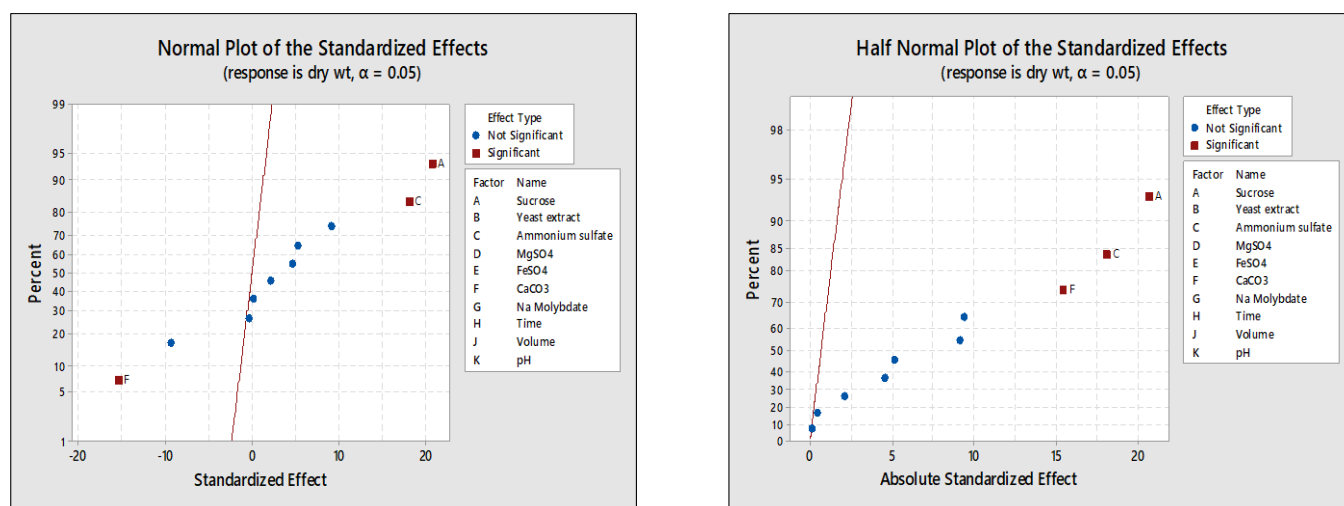 Normal Plot of the Standardized Effects
(response is dry wt, α = 0.05)
99
95
90
80
70
60
50
40
30
20
10
5
1
Percent
-20
-10
0
10
20
Standardized Effect
A
C
F
Effect Type
Not Significant
Significant
Factor Name
A Sucrose
B Yeast extract
C Ammonium sulfate
D MgSO4
E FeSO4
F CaCO3
G Na Molybdate
H Time
J Volume
K pH
Half Normal Plot of the Standardized Effects
(response is dry wt, α = 0.05)
98
95
90
85
80
70
60
50
40
30
20
10
0
Percent
0
5
10
15
20
Absolute Standardized Effect
A
C
F
Effect Type
Not Significant
Significant
Factor Name
A Sucrose
B Yeast extract
C Ammonium sulfate
D MgSO4
E FeSO4
F CaCO3
G Na Molybdate
H Time
J Volume
K pH